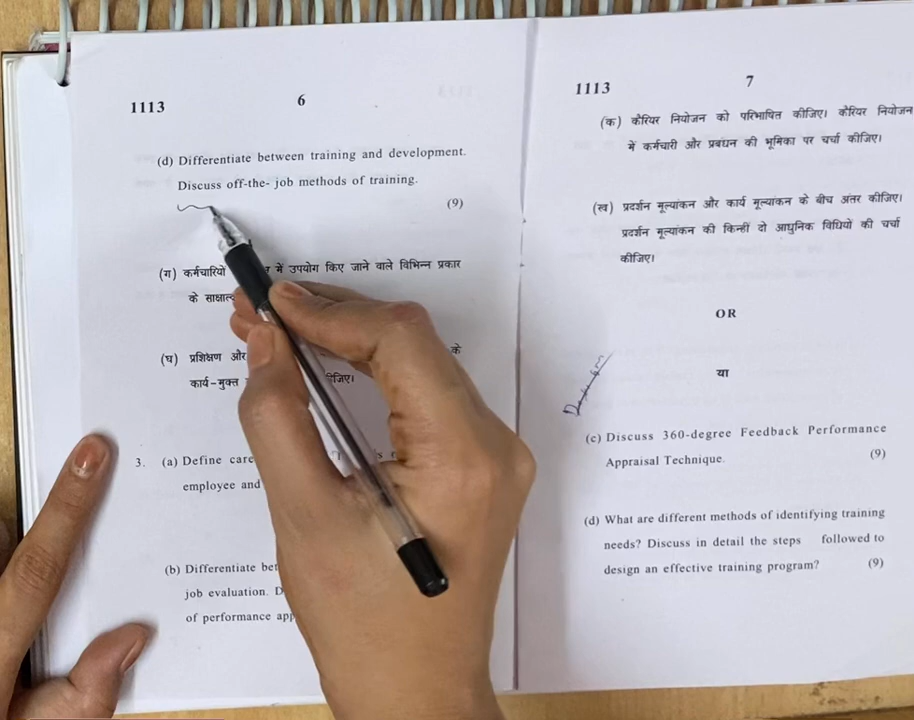 1113
6
(d) Differentiate between training and development.
Discuss off-the- job methods of training.
(9)
(ग) कर्मचारियों में उपयोग किए जाने वाले विभिन्न प्रकार
के
(घ) प्रशिक्षण और के
कार्य-मुक्त
3. (a) Define
employee and
(b) Differentiate
job evaluation.
of performance
1113
7
(क) कैरियर नियोजन को परिभाषित कीजिए। कैरियर नियोजन
में कर्मचारी और प्रबंधन की भूमिका पर चर्चा कीजिए।
(ख) प्रदर्शन मूल्यांकन और कार्य मूल्यांकन के बीच अंतर कीजिए।
प्रदर्शन मूल्यांकन की किन्हीं दो आधुनिक विधियों की चर्चा
कीजिए।
OR
या
(c) Discuss 360-degree Feedback Performance
Appraisal Technique. (9)
(d) What are different methods of identifying training
needs? Discuss in detail the steps followed to
design an effective training program? (9)